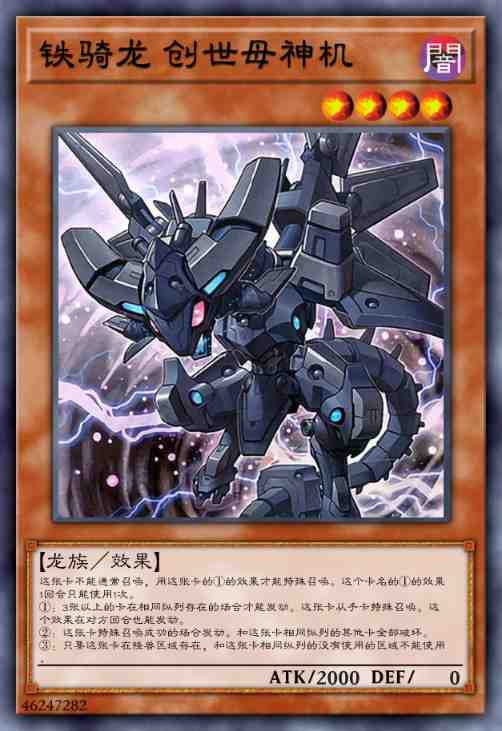 铁骑龙 创世母神机
闇
【龙族／效果】
这张卡不能通常召唤，用这张卡的①的效果才能特殊召唤。这个卡名的①的效果
1回合只能使用1次。
①：3张以上的卡在相同纵列存在的场合才能发动。这张卡从手卡特殊召唤。这
个效果在对方回合也能发动。
②：这张卡特殊召唤成功的场合发动。和这张卡相同纵列的其他卡全部破坏。
③：只要这张卡在怪兽区域存在，和这张卡相同纵列的没有使用的区域不能使用
。
ATK/2000 DEF/ 0
46247282